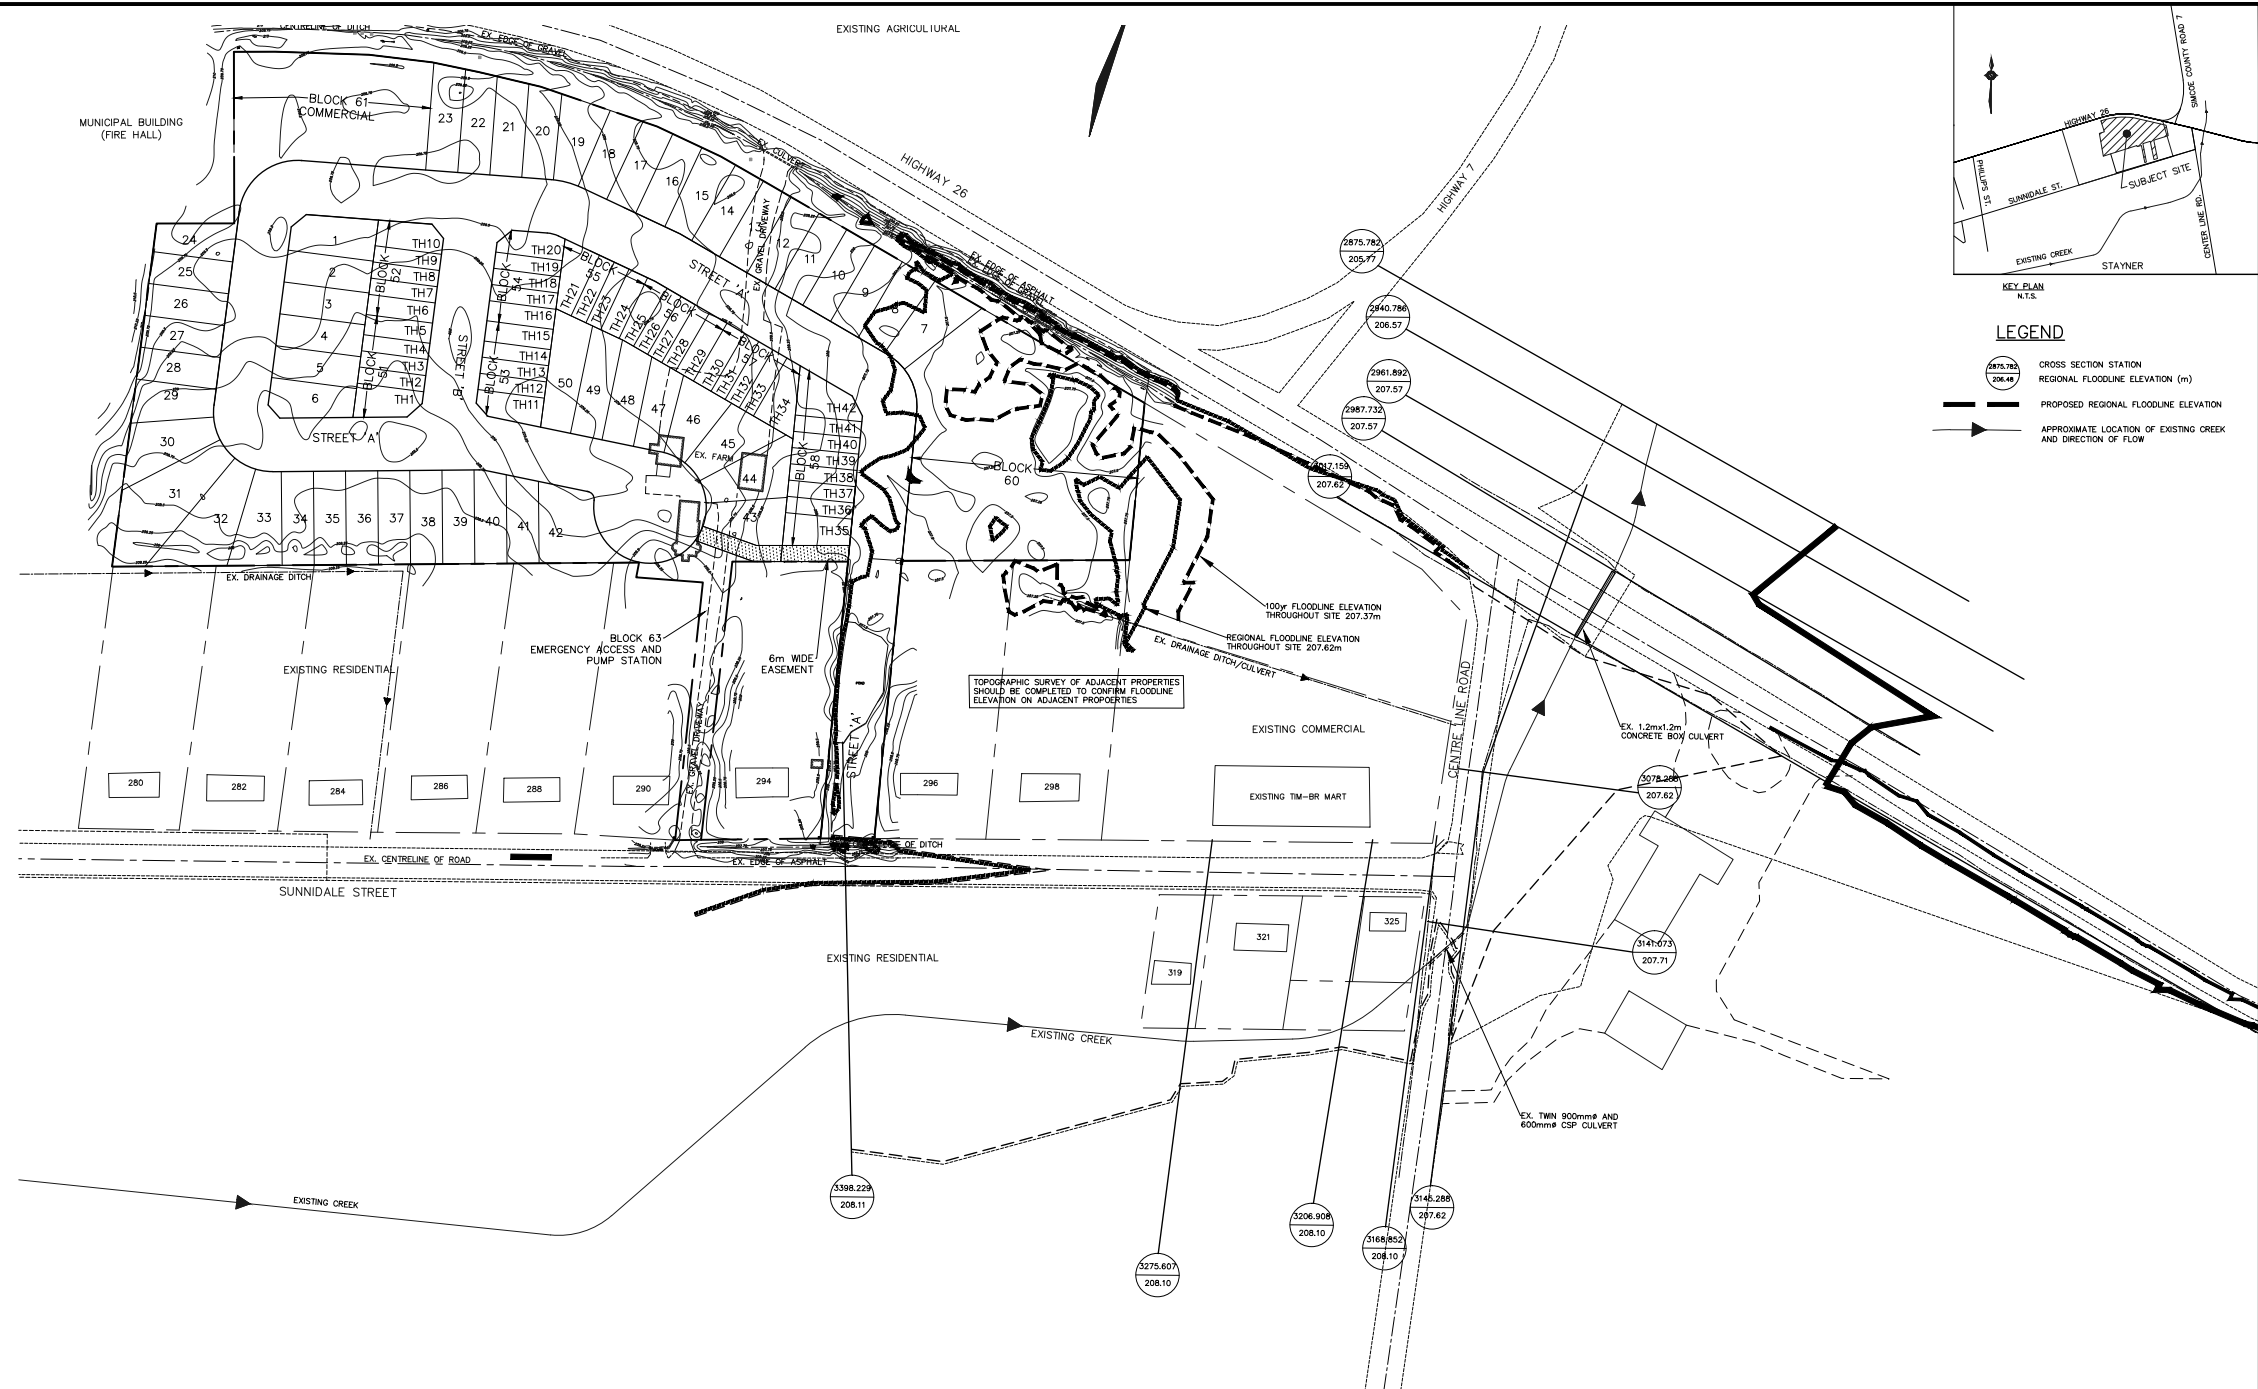 CENTRELINE OF DITCH
EX. EDGE OF GRAVEL
EXISTING AGRICULTURAL
MUNICIPAL BUILDING
(FIRE HALL)
BLOCK 61
COMMERCIAL
23
22
21
20
19
18
17
16
15
14
13
12
11
10
9
8
7
EX. CULVERT
EX. GRAVEL DRIVEWAY
HIGHWAY 26
HIGHWAY 7
EX. EDGE OF ASPHALT
EX. EDGE OF GRAVEL
STREET 'A'
24
25
26
27
28
29
30
31
32
33
34
35
36
37
38
39
40
41
42
1
2
3
4
5
6
BLOCK
52
BLOCK
51
TH10
TH9
TH8
TH7
TH6
TH5
TH4
TH3
TH2
TH1
STREET 'A'
STREET 'B'
BLOCK
54
BLOCK
53
TH20
TH19
TH18
TH17
TH16
TH15
TH14
TH13
TH12
TH11
BLOCK
55
BLOCK
56
BLOCK
57
TH21
TH22
TH23
TH24
TH25
TH26
TH27
TH28
TH29
TH30
TH31
TH32
TH33
TH34
50
49
48
47
46
45
EX. FARM
44
43
BLOCK
58
TH42
TH41
TH40
TH39
TH38
TH37
TH36
TH35
BLOCK
60
EX. DRAINAGE DITCH
EXISTING RESIDENTIAL
BLOCK 63
EMERGENCY ACCESS AND
PUMP STATION
6m WIDE
EASEMENT
EX. GRAVEL DRIVEWAY
STREET 'A'
100yr FLOODLINE ELEVATION
THROUGHOUT SITE 207.37m
REGIONAL FLOODLINE ELEVATION
THROUGHOUT SITE 207.62m
EX. DRAINAGE DITCH/CULVERT
TOPOGRAPHIC SURVEY OF ADJACENT PROPERTIES
SHOULD BE COMPLETED TO CONFIRM FLOODLINE
ELEVATION ON ADJACENT PROPOERTIES
EXISTING COMMERCIAL
EXISTING TIM-BR MART
CENTRE LINE ROAD
EX. 1.2mx1.2m
CONCRETE BOX CULVERT
280
282
284
286
288
290
294
296
298
EX. CENTRELINE OF ROAD
EX. EDGE OF ASPHALT
OF DITCH
SUNNIDALE STREET
EXISTING RESIDENTIAL
319
321
325
EXISTING CREEK
EXISTING CREEK
EX. TWIN 900mmø AND
600mmø CSP CULVERT
2875.782
205.77
2940.786
206.57
2961.892
207.57
2987.732
207.57
3017.159
207.62
207.62
3141.073
207.71
3145.288
207.62
3168.852
208.10
3206.908
208.10
3275.607
208.10
3398.229
208.11
HIGHWAY 26
SIMCOE COUNTY ROAD 7
PHILLIPS ST.
SUNNIDALE ST.
SUBJECT SITE
CENTER LINE RD.
EXISTING CREEK
STAYNER
KEY PLAN
N.T.S.
LEGEND
2875.782
206.48
CROSS SECTION STATION
REGIONAL FLOODLINE ELEVATION (m)
PROPOSED REGIONAL FLOODLINE ELEVATION
APPROXIMATE LOCATION OF EXISTING CREEK
AND DIRECTION OF FLOW